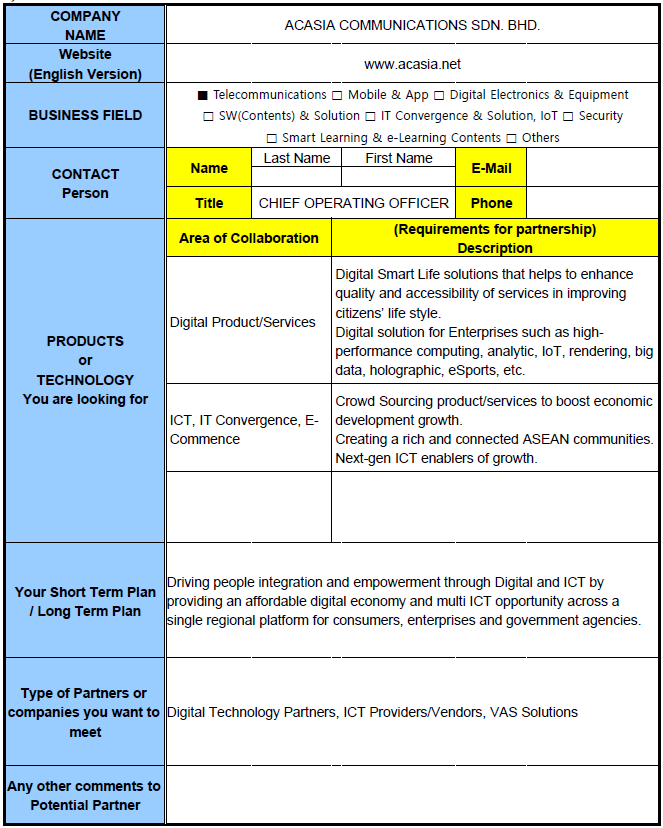 COMPANY
NAME
ACASIA COMMUNICATIONS SDN. BHD.
Website
(English Version)
www.acasia.net
BUSINESS FIELD
■ Telecommunications □ Mobile & App □ Digital Electronics & Equipment
□ SW(Contents) & Solution □ IT Convergence & Solution, IoT □ Security
□ Smart Learning & e-Learning Contents □ Others
CONTACT
Person
Name
Last Name
First Name
E-Mail
Title
CHIEF OPERATING OFFICER
Phone
PRODUCTS
or
TECHNOLOGY
You are looking for
Area of Collaboration
(Requirements for partnership)
Description
Digital Product/Services
Digital Smart Life solutions that helps to enhance
quality and accessibility of services in improving
citizens’ life style.
Digital solution for Enterprises such as high-
performance computing, analytic, IoT, rendering, big
data, holographic, eSports, etc.
ICT, IT Convergence, E-
Commence
Crowd Sourcing product/services to boost economic
development growth.
Creating a rich and connected ASEAN communities.
Next-gen ICT enablers of growth.
Your Short Term Plan
/ Long Term Plan
Driving people integration and empowerment through Digital and ICT by
providing an affordable digital economy and multi ICT opportunity across a
single regional platform for consumers, enterprises and government agencies.
Type of Partners or
companies you want to
meet
Digital Technology Partners, ICT Providers/Vendors, VAS Solutions
Any other comments to
Potential Partner